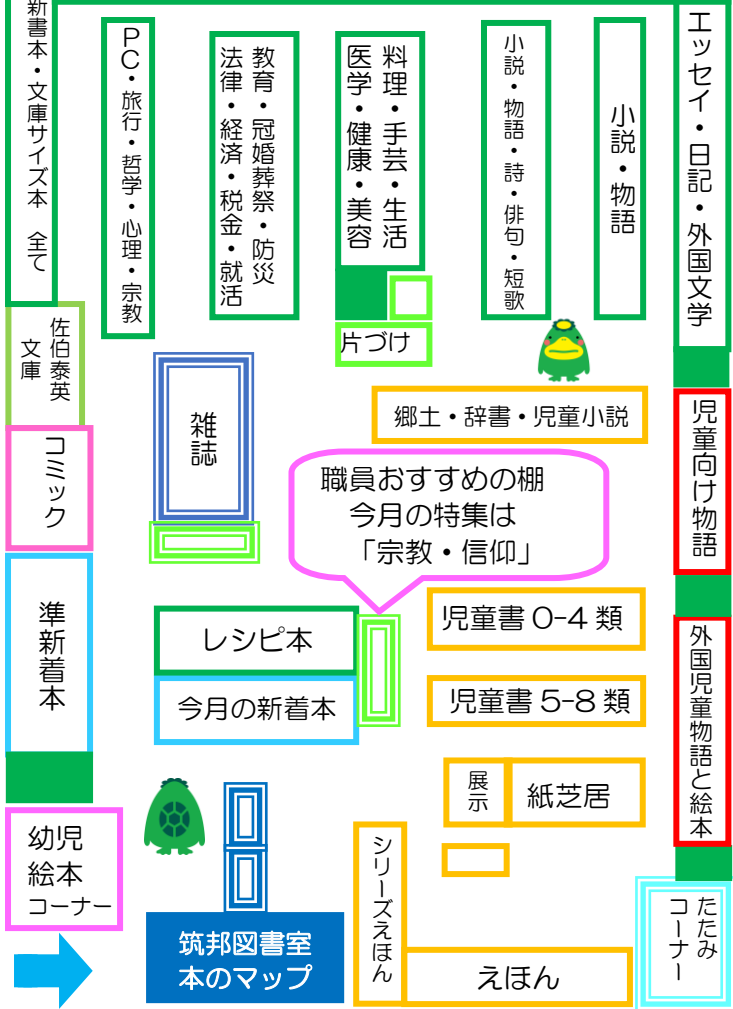 新書本・文庫サイズ本　全て
PC・旅行・哲学・心理・宗教
教育・冠婚葬祭・防災
法律・経済・税金・就活
料理・手芸・生活
医学・健康・美容
小説・物語・詩・俳句・短歌
小説・物語
エッセイ・日記・外国文学
片づけ
佐伯泰英
文庫
雑誌
郷土・辞書・児童小説
児童向け物語
コミック
職員おすすめの棚
今月の特集は
「宗教・信仰」
準新着本
レシピ本
今月の新着本
児童書 0-4 類
児童書 5-8 類
外国児童物語と絵本
展示
紙芝居
幼児
絵本
コーナー
シリーズえほん
たたみ
コーナー
筑邦図書室
本のマップ
えほん